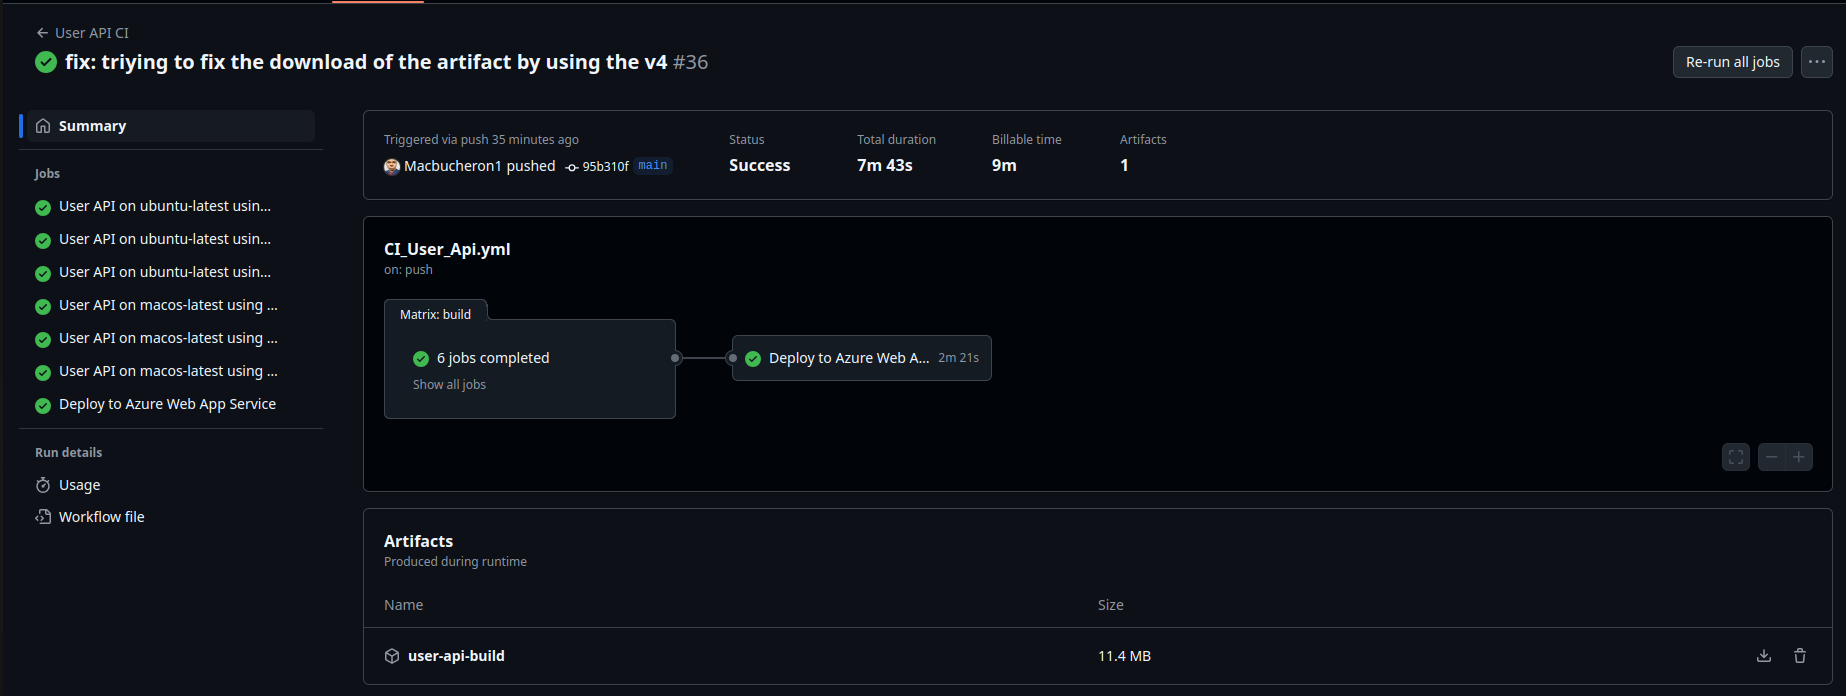 User API CI
fix: triying to fix the download of the artifact by using the v4 #36
Re-run all jobs
Summary
Jobs
User API on ubuntu-latest usin...
User API on ubuntu-latest usin...
User API on ubuntu-latest usin...
User API on macos-latest using ...
User API on macos-latest using ...
User API on macos-latest using ...
Deploy to Azure Web App Service
Run details
Usage
Workflow file
Triggered via push 35 minutes ago
Macbucheron1 pushed 95b310f main
Status
Success
Total duration
7m 43s
Billable time
9m
Artifacts
1
CI_User_Api.yml
on: push
Matrix: build
6 jobs completed
Show all jobs
Deploy to Azure Web A... 2m 21s
Artifacts
Produced during runtime
Name Size
user-api-build 11.4 MB